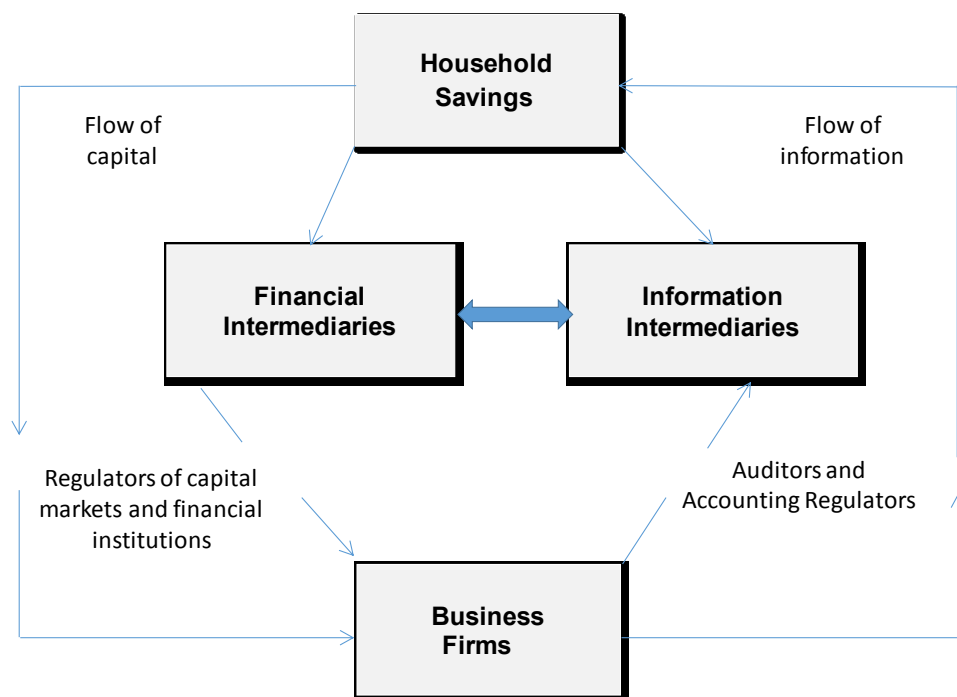 Household
Savings
Flow of
capital
Flow of
information
Financial
Intermediaries
Information
Intermediaries
Regulators of capital
markets and financial
institutions
Auditors and
Accounting Regulators
Business
Firms